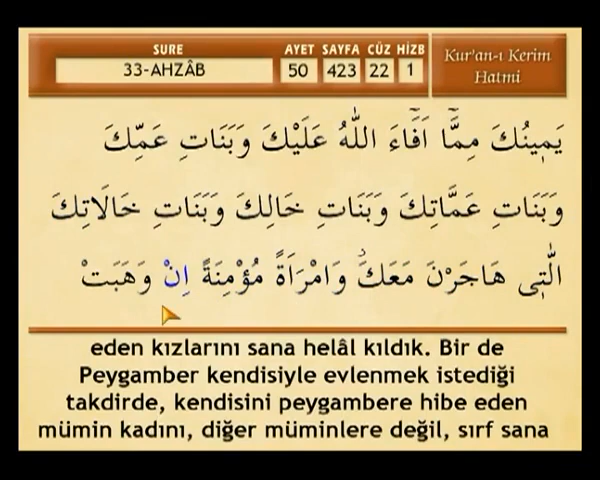 SURE AYET SAYFA CÜZ HİZB
33-AHZÂB 50 423 22 1
Kur'an-ı Kerim
Hatmi
يَمٖينُكَ مِمَّٓا اَفَٓاءَ اللّٰهُ عَلَيْكَ وَبَنَاتِ عَمِّكَ
وَبَنَاتِ عَمَّاتِكَ وَبَنَاتِ خَالِكَ وَبَنَاتِ خَالَاتِكَ
الّٰتٖى هَاجَرْنَ مَعَكَۘ وَامْرَاَةً مُؤْمِنَةً اِنْ وَهَبَتْ
eden kızlarını sana helâl kıldık. Bir de
Peygamber kendisiyle evlenmek istediği
takdirde, kendisini peygambere hibe eden
mümin kadını, diğer müminlere değil, sırf sana